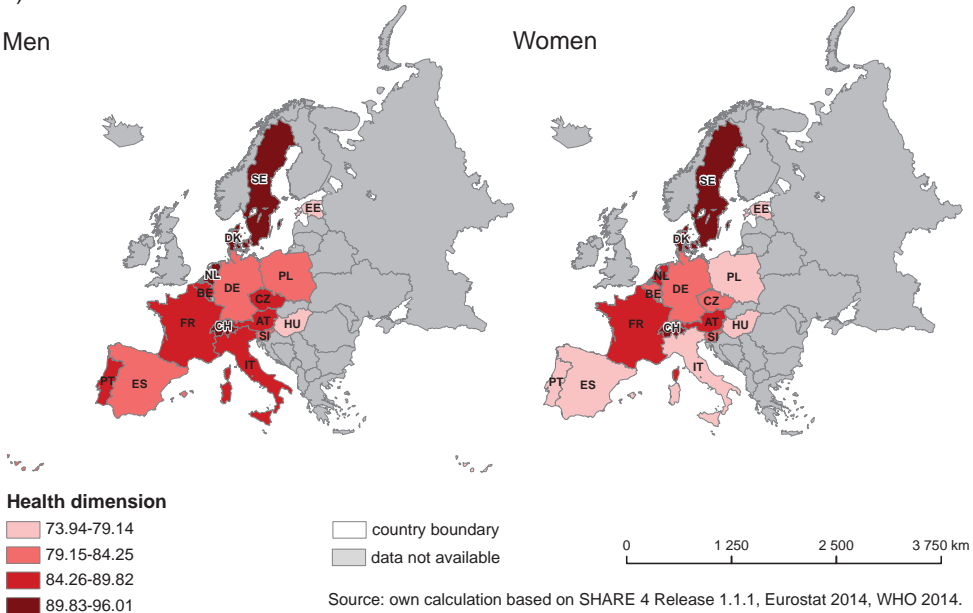 Men
Women
SE
EE
DK
NL
PL
BE
DE
CZ
FR
AT
CH
HU
SI
IT
PT
ES
SE
EE
DK
NL
PL
BE
DE
CZ
FR
AT
CH
HU
SI
IT
PT
ES
Health dimension
73.94-79.14
79.15-84.25
84.26-89.82
89.83-96.01
country boundary
data not available
0 1 250 2 500 3 750 km
Source: own calculation based on SHARE 4 Release 1.1.1, Eurostat 2014, WHO 2014.